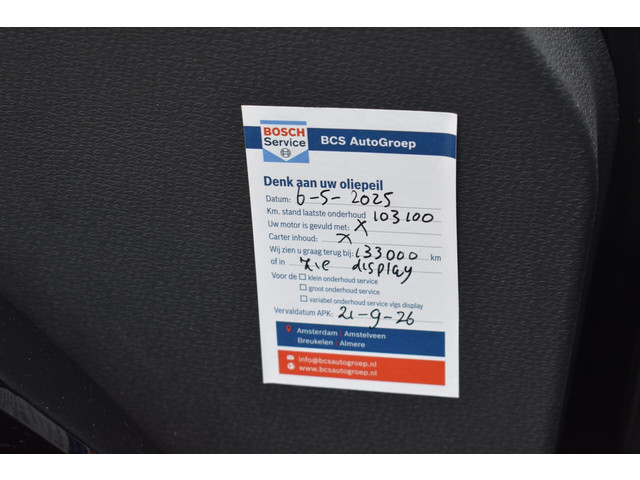 BOSCH
Service
BCS AutoGroep
Denk aan uw oliepeil
Datum: 6-5-2025
Km. stand laatste onderhoud 103100
Uw motor is gevuld met: X
Carter inhoud: X
Wij zien u graag terug bij: 133000 km
of in zie display
Voor de klein onderhoud service
groot onderhoud service
variabel onderhoud service vlgs display
Vervaldatum APK: 21-9-26
Amsterdam | Amstelveen
Breukelen | Almere
info@bcsautogroep.nl
www.bcsautogroep.nl